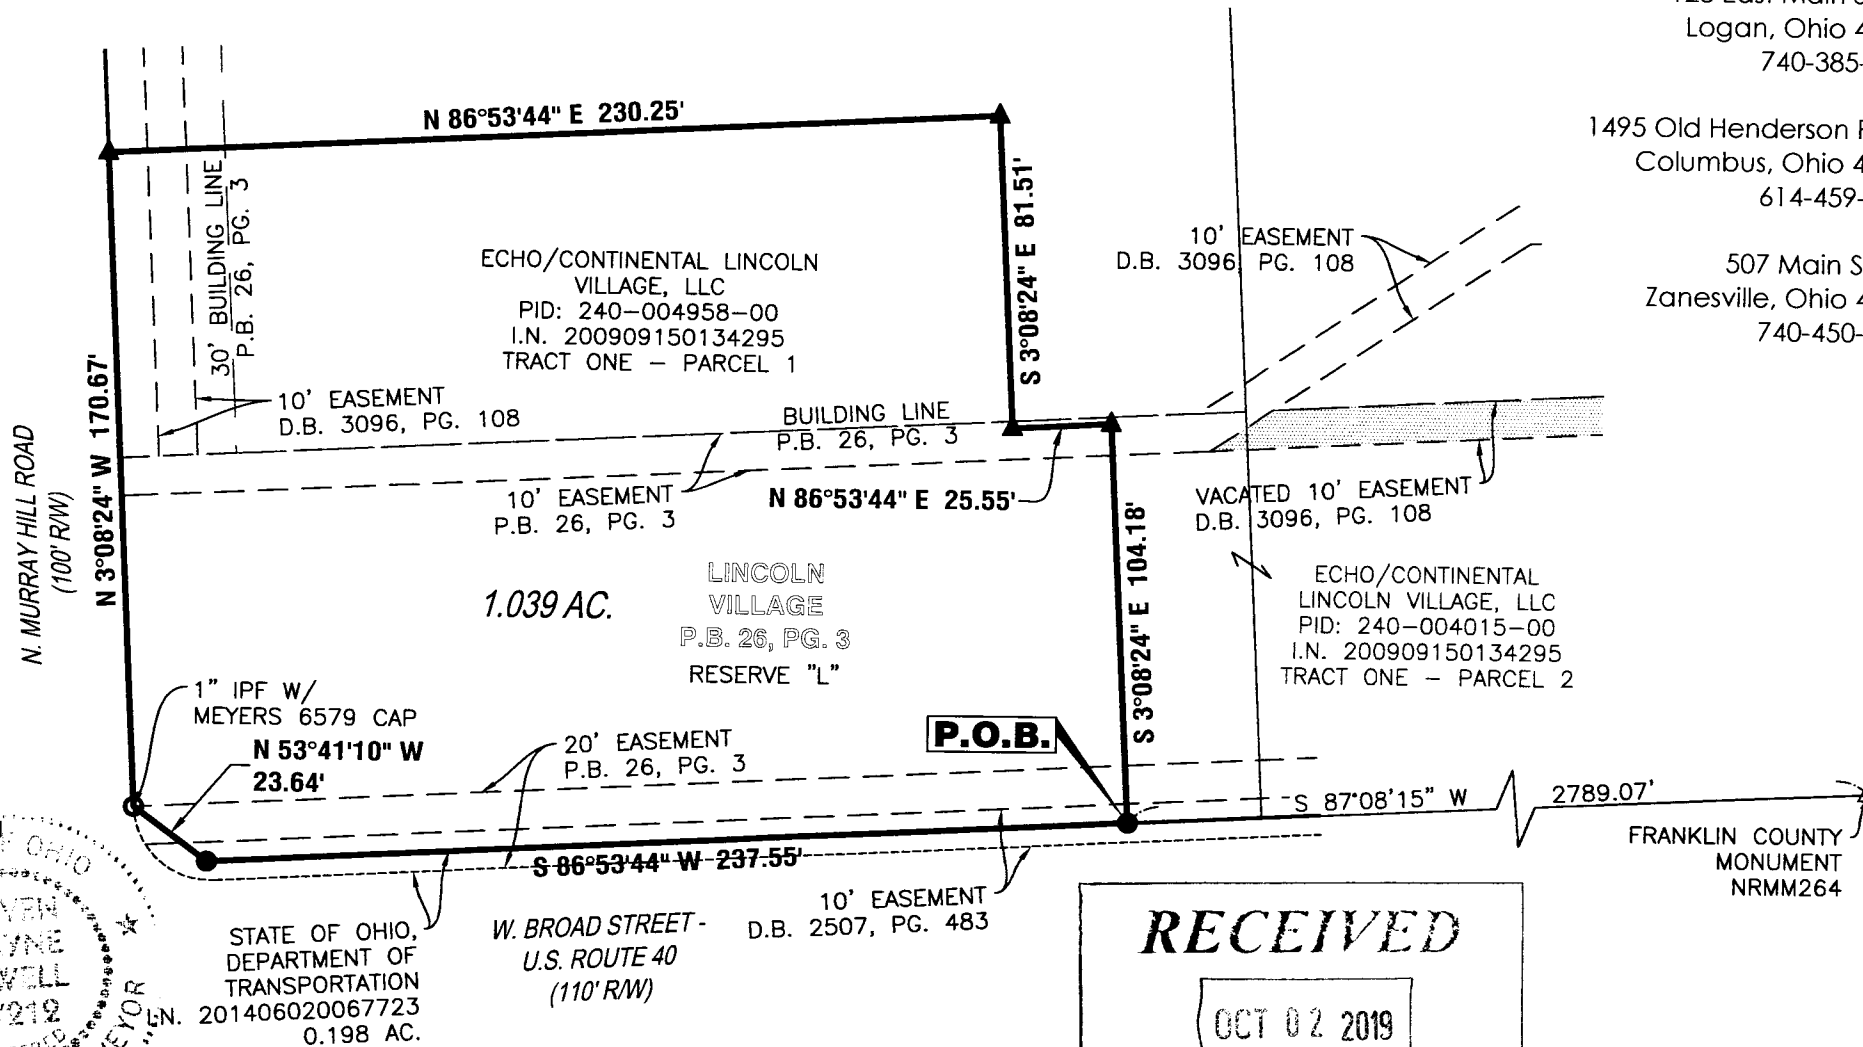 Logan, Ohio
740-385-
1495 Old Henderson
Columbus, Ohio
614-459-
507 Main
Zanesville, Ohio
740-450-
N 86°53'44" E 230.25'
30' BUILDING LINE
P.B. 26, PG. 3
S 3°08'24" E 81.51'
10' EASEMENT
D.B. 3096, PG. 108
ECHO/CONTINENTAL LINCOLN
VILLAGE, LLC
PID: 240-004958-00
I.N. 200909150134295
TRACT ONE - PARCEL 1
N. MURRAY HILL ROAD
(100' R/W)
N 3°08'24" W 170.67'
10' EASEMENT
D.B. 3096, PG. 108
BUILDING LINE
P.B. 26, PG. 3
10' EASEMENT
P.B. 26, PG. 3
N 86°53'44" E 25.55'
VACATED 10' EASEMENT
D.B. 3096, PG. 108
S 3°08'24" E 104.18'
1.039 AC.
LINCOLN
VILLAGE
P.B. 26, PG. 3
RESERVE "L"
ECHO/CONTINENTAL
LINCOLN VILLAGE, LLC
PID: 240-004015-00
I.N. 200909150134295
TRACT ONE - PARCEL 2
1" IPF W/
MEYERS 6579 CAP
N 53°41'10" W
23.64'
20' EASEMENT
P.B. 26, PG. 3
P.O.B.
S 87°08'15" W 2789.07'
FRANKLIN COUNTY
MONUMENT
NRMM264
S 86°53'44" W 237.55'
10' EASEMENT
D.B. 2507, PG. 483
W. BROAD STREET -
U.S. ROUTE 40
(110' R/W)
STATE OF OHIO,
DEPARTMENT OF
TRANSPORTATION
I.N. 201406020067723
0.198 AC.
OHIO
RECEIVED
OCT 02 2019